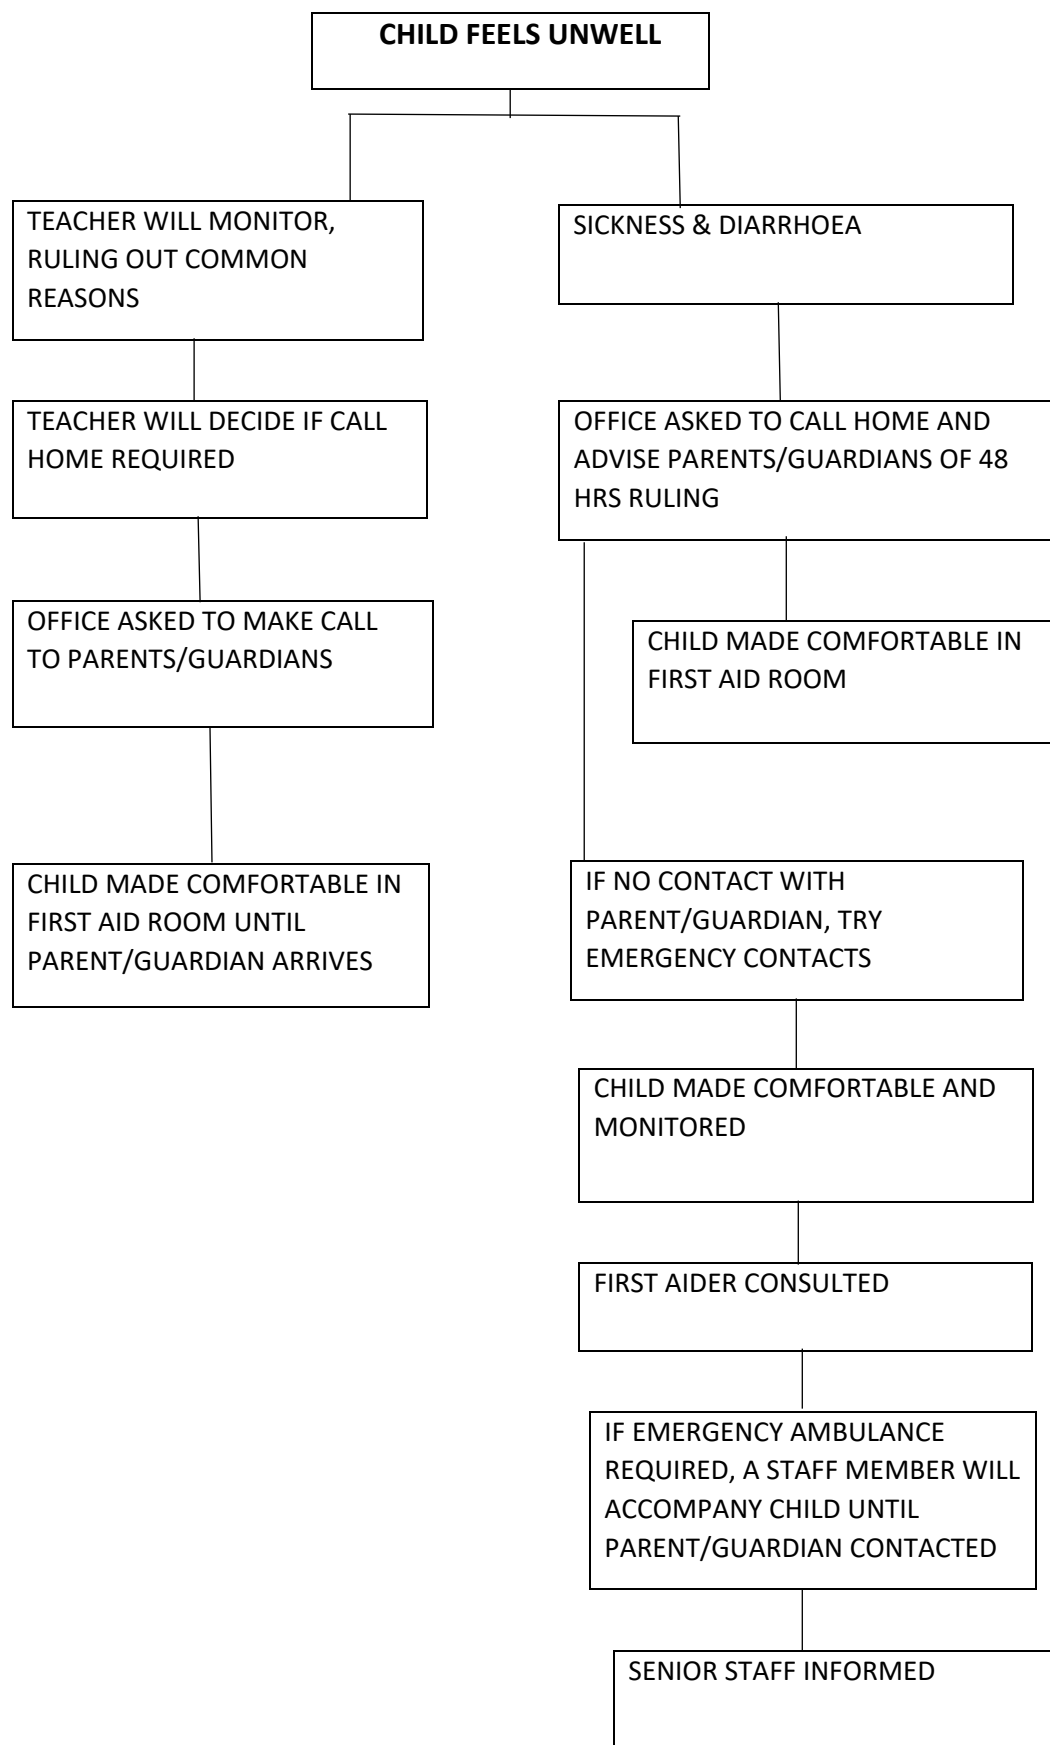 CHILD FEELS UNWELL
TEACHER WILL MONITOR,
RULING OUT COMMON
REASONS
SICKNESS & DIARRHOEA
TEACHER WILL DECIDE IF CALL
HOME REQUIRED
OFFICE ASKED TO CALL HOME AND
ADVISE PARENTS/GUARDIANS OF 48
HRS RULING
OFFICE ASKED TO MAKE CALL
TO PARENTS/GUARDIANS
CHILD MADE COMFORTABLE IN
FIRST AID ROOM
CHILD MADE COMFORTABLE IN
FIRST AID ROOM UNTIL
PARENT/GUARDIAN ARRIVES
IF NO CONTACT WITH
PARENT/GUARDIAN, TRY
EMERGENCY CONTACTS
CHILD MADE COMFORTABLE AND
MONITORED
FIRST AIDER CONSULTED
IF EMERGENCY AMBULANCE
REQUIRED, A STAFF MEMBER WILL
ACCOMPANY CHILD UNTIL
PARENT/GUARDIAN CONTACTED
SENIOR STAFF INFORMED